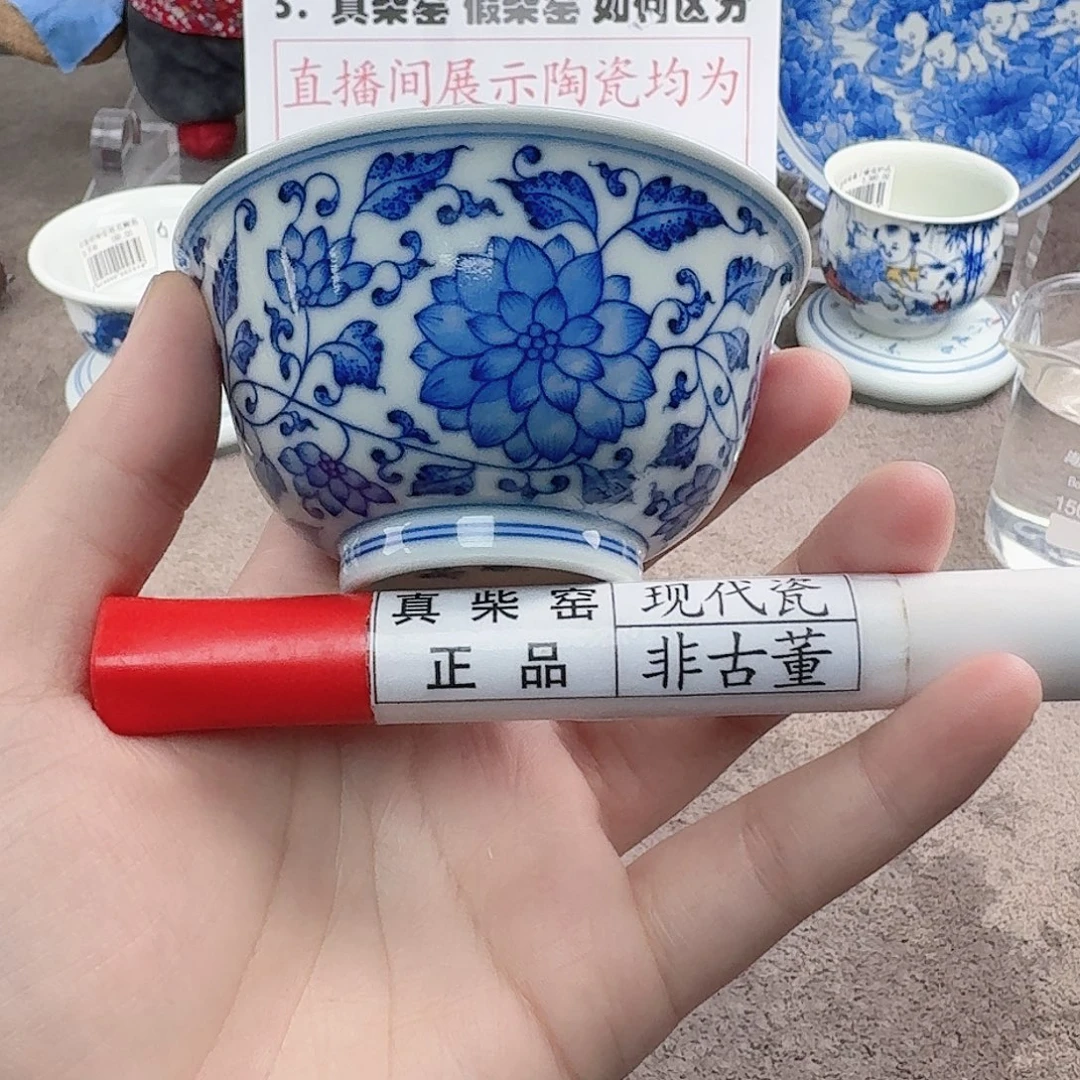 3. 真柴窑 假柴窑 如何区分
直播间展示陶瓷均为
真柴窑
正品
现代瓷
非古董